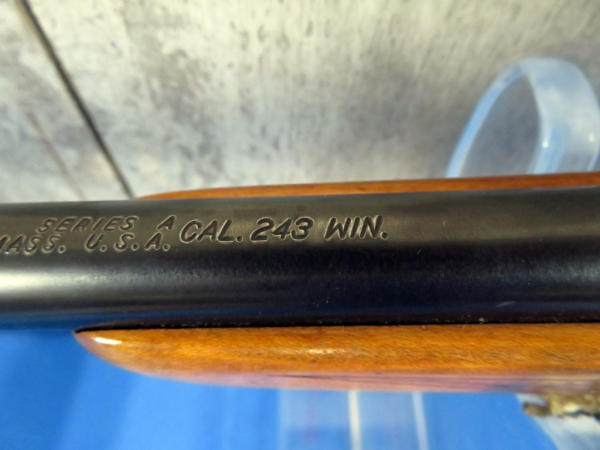 SERIES A
MASS. U.S.A. CAL. 243 WIN.